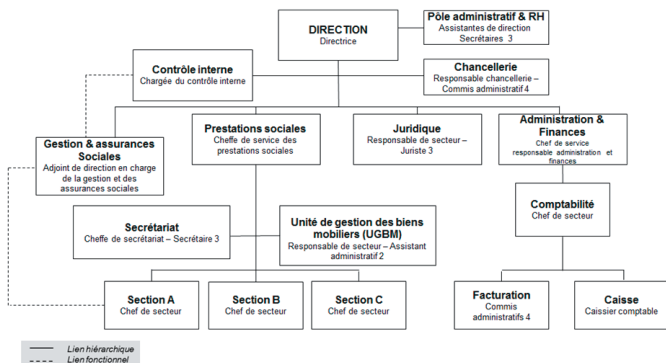 DIRECTION
Directrice
Pôle administratif & RH
Assistantes de direction
Secrétaires 3
Contrôle interne
Chargée du contrôle interne
Chancellerie
Responsable chancellerie –
Commis administratif 4
Gestion & assurances
Sociales
Adjoint de direction en charge
de la gestion et des
assurances sociales
Prestations sociales
Cheffe de service des
prestations sociales
Juridique
Responsable de secteur –
Juriste 3
Administration &
Finances
Chef de service
responsable administration et
finances
Comptabilité
Chef de secteur
Secrétariat
Cheffe de secrétariat – Secrétaire 3
Unité de gestion des biens
mobiliers (UGBM)
Responsable de secteur – Assistant
administratif 2
Section A
Chef de secteur
Section B
Chef de secteur
Section C
Chef de secteur
Facturation
Commis
administratifs 4
Caisse
Caissier comptable
Lien hiérarchique
Lien fonctionnel